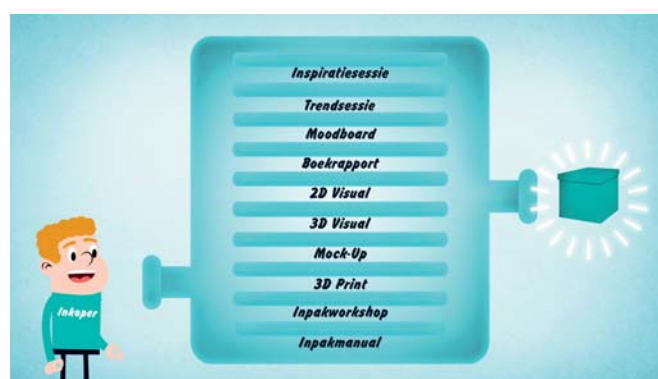 Inspiratiesessie
Trendsessie
Moodboard
Boekrapport
2D Visual
3D Visual
Mock-Up
3D Print
Inpakworkshop
Inpakmanual
Inkoper